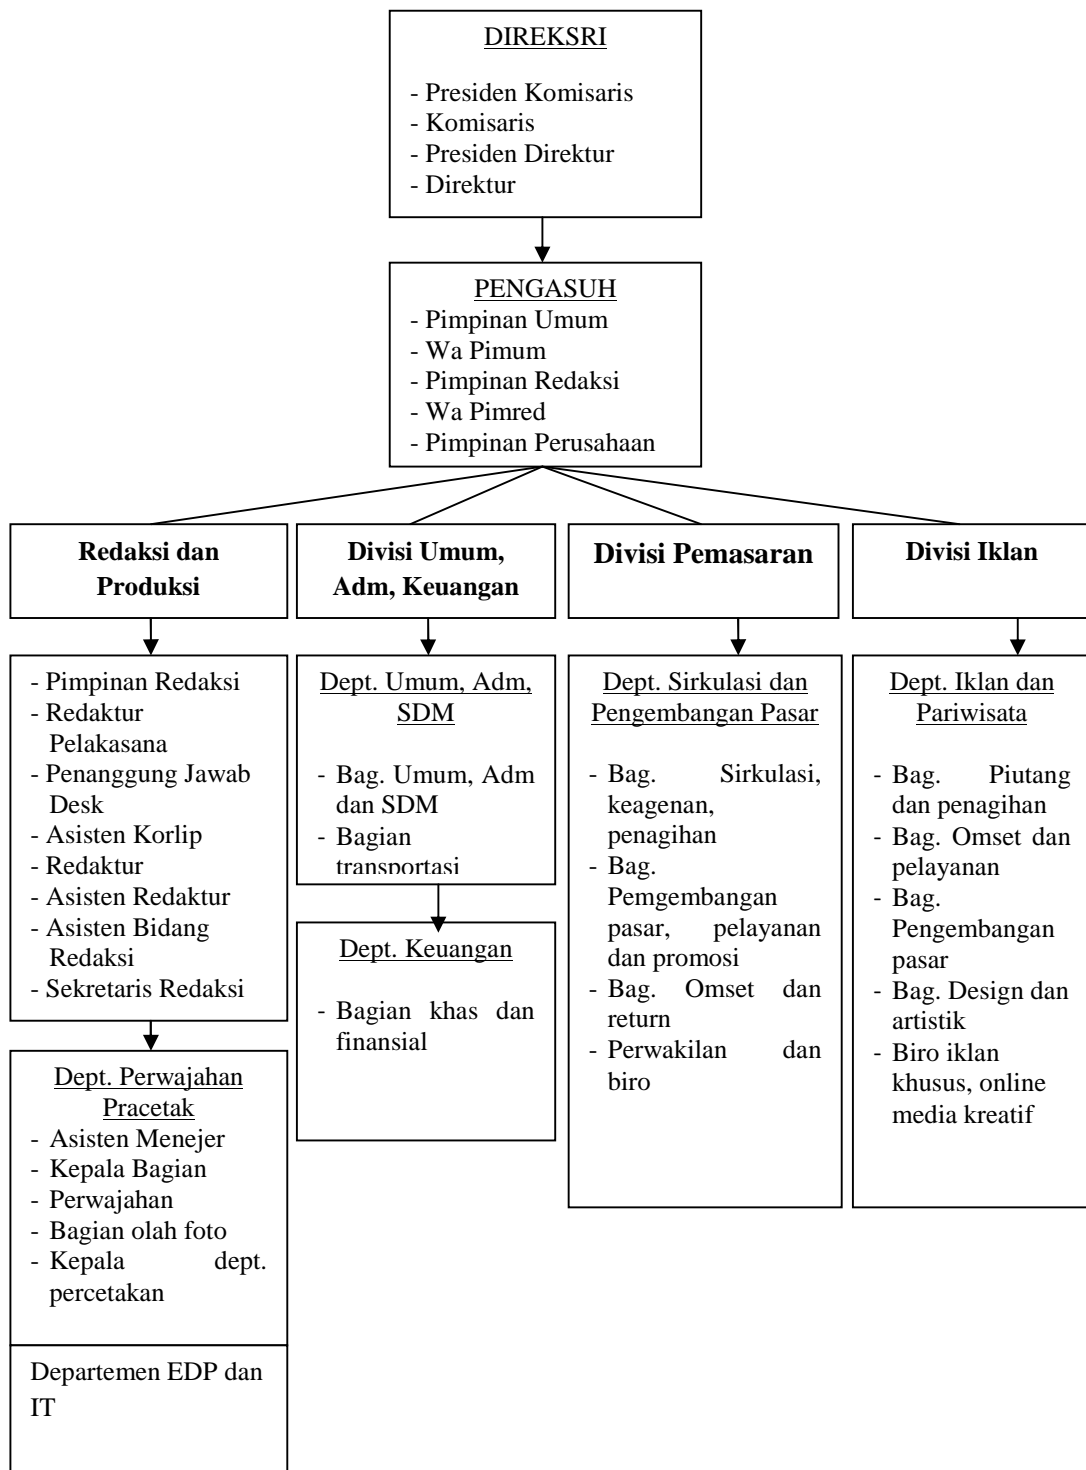 DIREKSRI
- Presiden Komisaris
- Komisaris
- Presiden Direktur
- Direktur
PENGASUH
- Pimpinan Umum
- Wa Pimum
- Pimpinan Redaksi
- Wa Pimred
- Pimpinan Perusahaan
Redaksi dan
Produksi
Divisi Umum,
Adm, Keuangan
Divisi Pemasaran
Divisi Iklan
- Pimpinan Redaksi
- Redaktur
Pelakasana
- Penanggung Jawab
Desk
- Asisten Korlip
- Redaktur
- Asisten Redaktur
- Asisten Bidang
Redaksi
- Sekretaris Redaksi
Dept. Perwajahan
Pracetak
- Asisten Menejer
- Kepala Bagian
- Perwajahan
- Bagian olah foto
- Kepala dept.
percetakan
Departemen EDP dan
IT
Dept. Umum, Adm,
SDM
- Bag. Umum, Adm
dan SDM
- Bagian
transportasi
Dept. Keuangan
- Bagian khas dan
finansial
Dept. Sirkulasi dan
Pengembangan Pasar
- Bag. Sirkulasi,
keagenan,
penagihan
- Bag.
Pemgembangan
pasar, pelayanan
dan promosi
- Bag. Omset dan
return
- Perwakilan dan
biro
Dept. Iklan dan
Pariwisata
- Bag. Piutang
dan penagihan
- Bag. Omset dan
pelayanan
- Bag.
Pengembangan
pasar
- Bag. Design dan
artistik
- Biro iklan
khusus, online
media kreatif